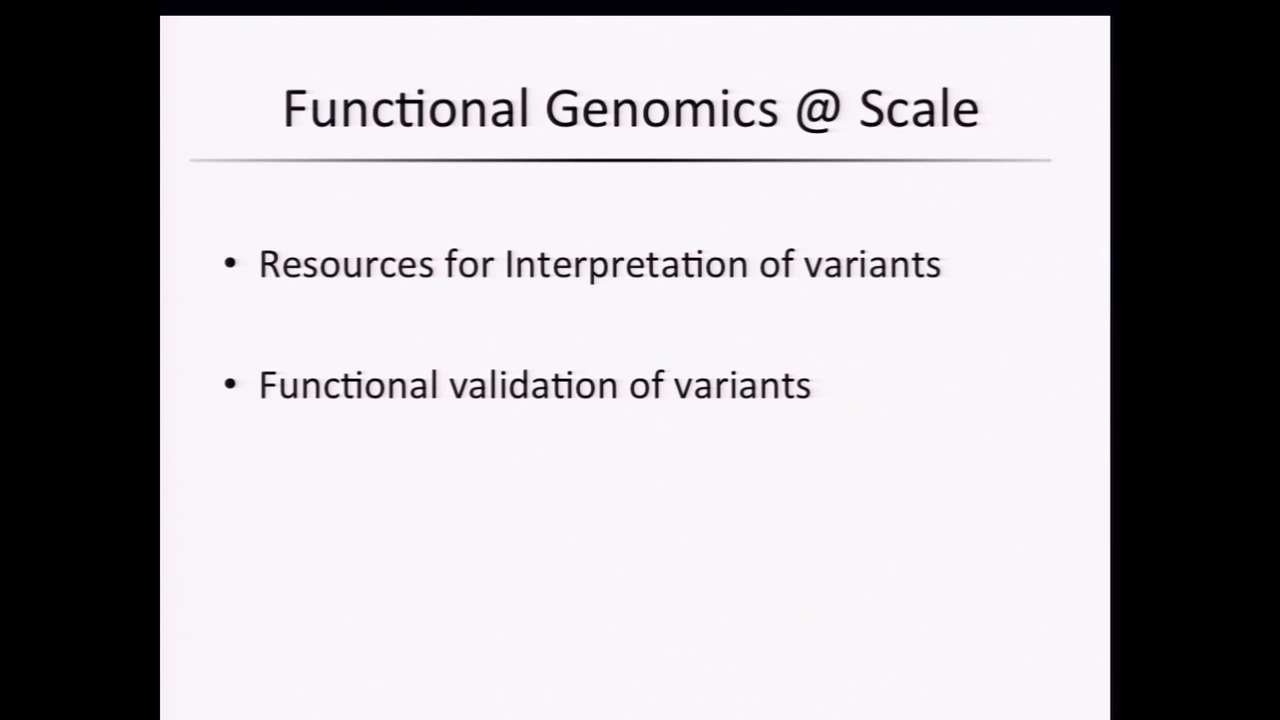 Functional Genomics @ Scale
• Resources for Interpretation of variants
• Functional validation of variants